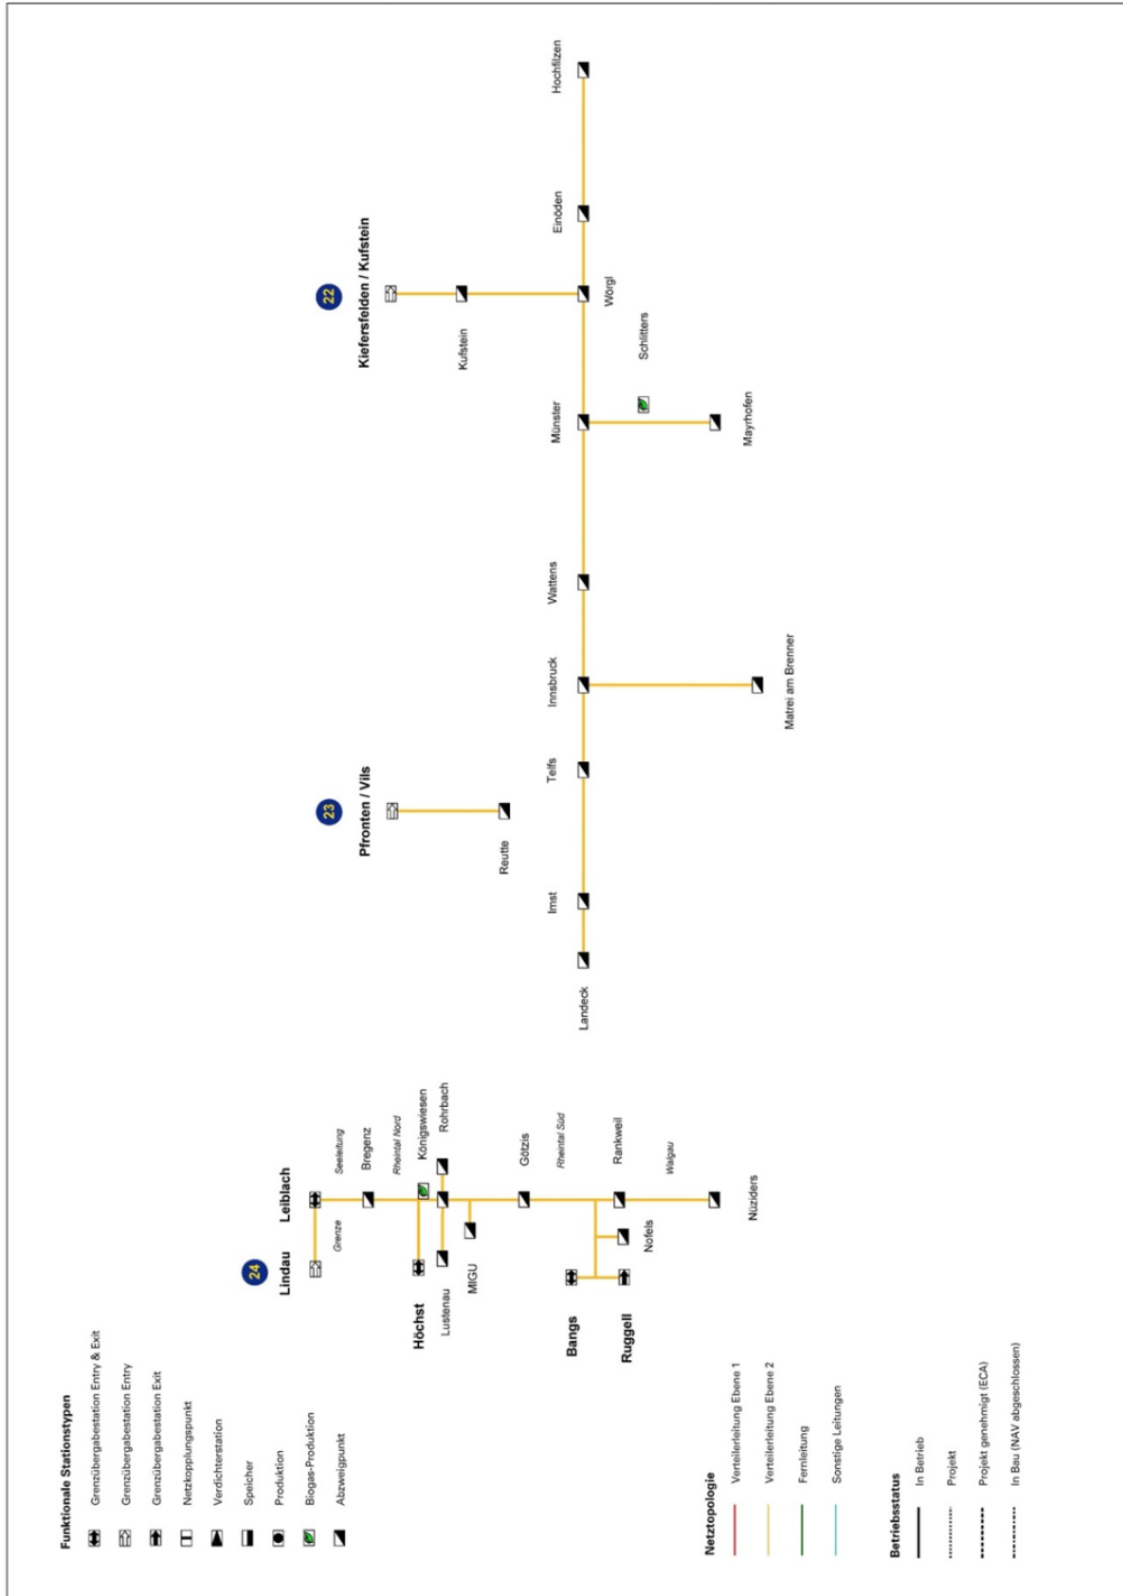 Funktionale Stationstypen
Grenzübergabestation Entry & Exit
Grenzübergabestation Entry
Grenzübergabestation Exit
Netzkopplungspunkt
Verdichterstation
Speicher
Produktion
Biogas-Produktion
Abzweigpunkt
Netztopologie
Verteilerleitung Ebene 1
Verteilerleitung Ebene 2
Fernleitung
Sonstige Leitungen
Betriebsstatus
In Betrieb
Projekt
Projekt genehmigt (ECA)
In Bau (NAV abgeschlossen)
24
Lindau
Leiblach
Grenze
Seeleitung
Bregenz
Rheintal Nord
Höchst
Königswiesen
Lustenau
Rohrbach
MIGU
Götzis
Rheintal Süd
Bangs
Ruggell
Nofels
Rankweil
Walgau
Nüziders
23
Pfronten / Vils
Reutte
22
Kiefersfelden / Kufstein
Kufstein
Landeck
Imst
Telfs
Innsbruck
Wattens
Münster
Wörgl
Einöden
Hochfilzen
Schlitters
Mayrhofen
Matrei am Brenner